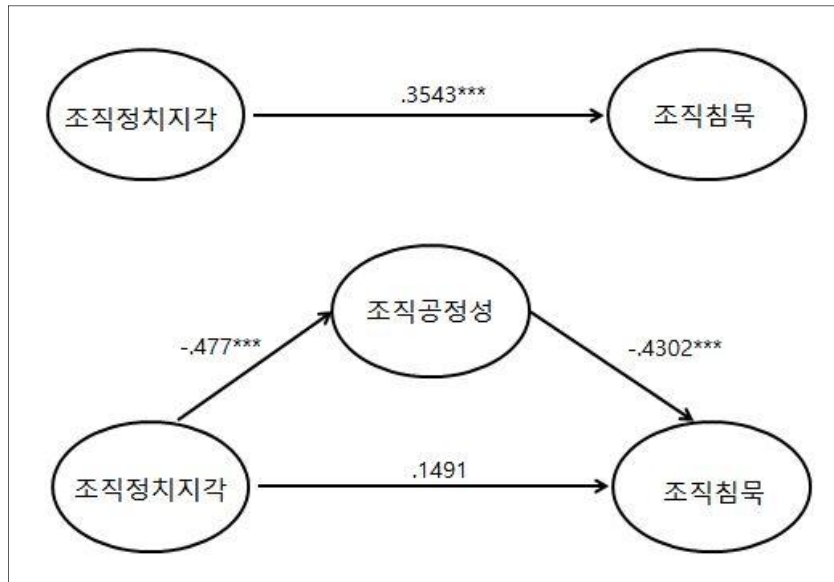 .3543***
조직정치지각
조직침묵
조직공정성
-.477***
-.4302***
.1491
조직정치지각
조직침묵